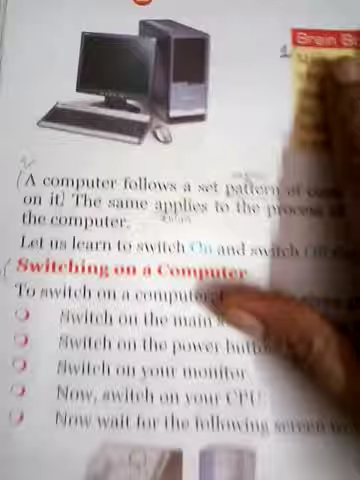 Brain
(A computer follows a set pattern of
on it] The same applies to the process of
the computer.
Let us learn to switch On and switch Off
Switching on a Computer
To switch on a computer
Switch on the main
Switch on the power button
Switch on your monitor
Now, switch on your CPU
Now wait for the following screen